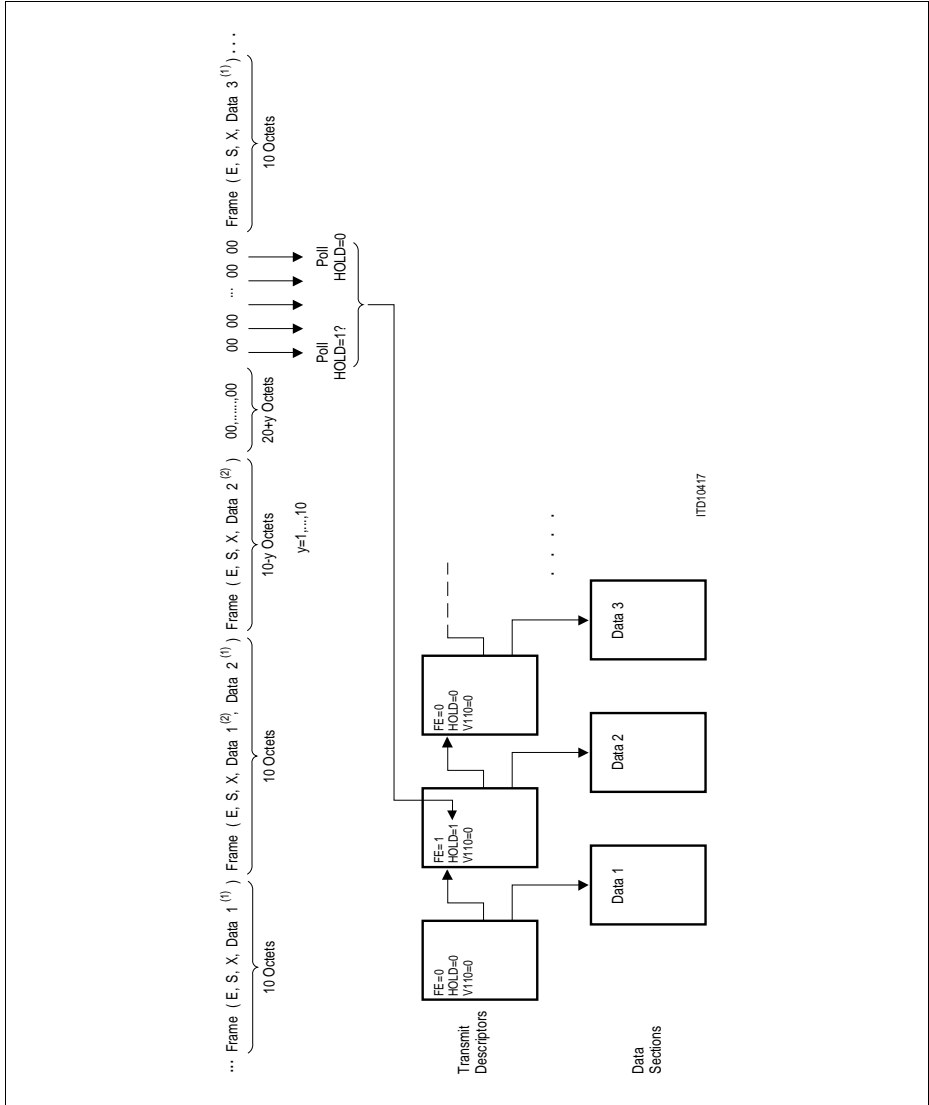 ... Frame ( E, S, X, Data 1 (1) ) Frame ( E, S, X, Data 1 (2), Data 2 (1) ) Frame ( E, S, X, Data 2 (2) ) 00,.......,00 00 00 ... 00 00 Frame ( E, S, X, Data 3 (1) ) . . .
10 Octets 10 Octets 10-y Octets 20+y Octets 10 Octets
y=1,...,10
Poll
HOLD=1?
Poll
HOLD=0
Transmit
Descriptors
FE=0
HOLD=0
V110=0
FE=1
HOLD=1
V110=0
FE=0
HOLD=0
V110=0
. . . .
Data
Sections
Data 1
Data 2
Data 3
ITD10417